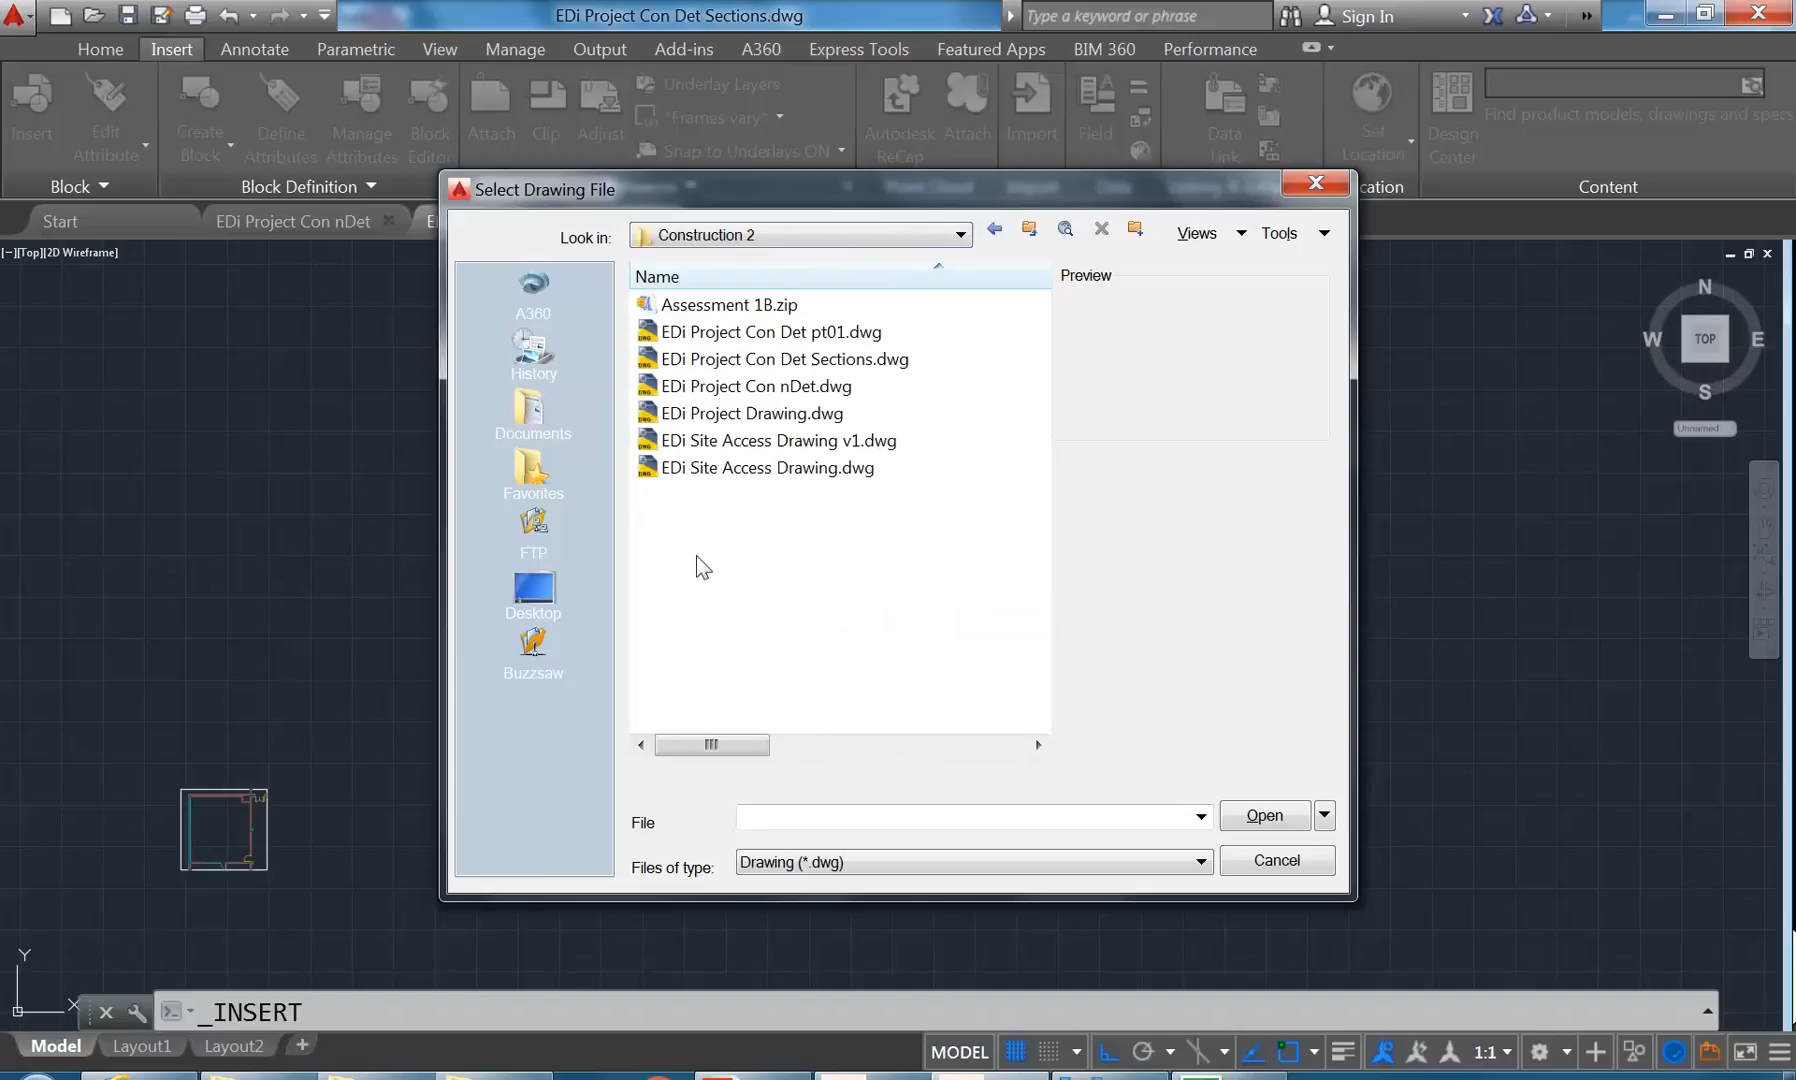 EDi Project Con Det Sections.dwg
Type a keyword or phrase
Sign In
Home Insert Annotate Parametric View Manage Output Add-ins A360 Express Tools Featured Apps BIM 360 Performance
Insert
Edit
Attribute
Create
Block
Define
Attributes
Manage
Attributes
Block
Editor
Attach
Clip
Adjust
Underlay Layers
*Frames vary*
Snap to Underlays ON
Autodesk
ReCap
Attach
Import
Field
Data
Link
Set
Location
Design
Center
Find product models, drawings and specs
Block
Block Definition
Content
Start
EDi Project Con nDet
[−][Top][2D Wireframe]
Select Drawing File
Look in:
Construction 2
Views
Tools
A360
History
Documents
Favorites
FTP
Desktop
Buzzsaw
Name
Assessment 1B.zip
EDi Project Con Det pt01.dwg
EDi Project Con Det Sections.dwg
EDi Project Con nDet.dwg
EDi Project Drawing.dwg
EDi Site Access Drawing v1.dwg
EDi Site Access Drawing.dwg
Preview
N
W
TOP
E
S
Unnamed
File
Open
Files of type:
Drawing (*.dwg)
Cancel
Y
X
_INSERT
Model
Layout1
Layout2
MODEL
1:1